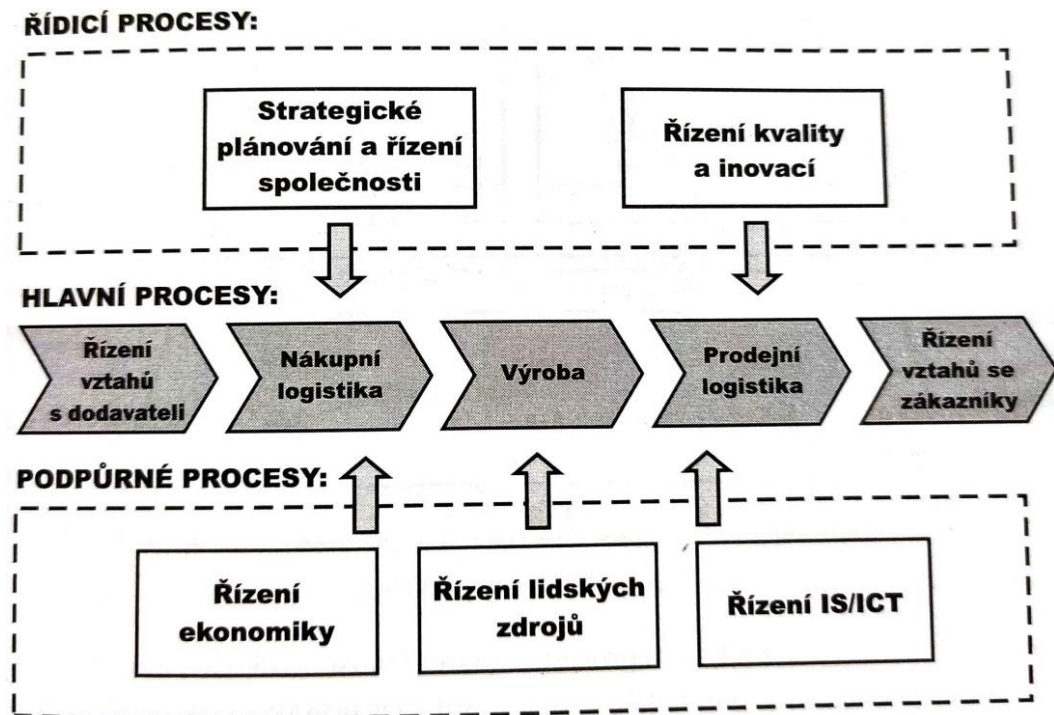 ŘÍDICÍ PROCESY:
Strategické
plánování a řízení
společnosti
Řízení kvality
a inovací
HLAVNÍ PROCESY:
Řízení
vztahů
s dodavateli
Nákupní
logistika
Výroba
Prodejní
logistika
Řízení
vztahů se
zákazníky
PODPŮRNÉ PROCESY:
Řízení
ekonomiky
Řízení lidských
zdrojů
Řízení IS/ICT